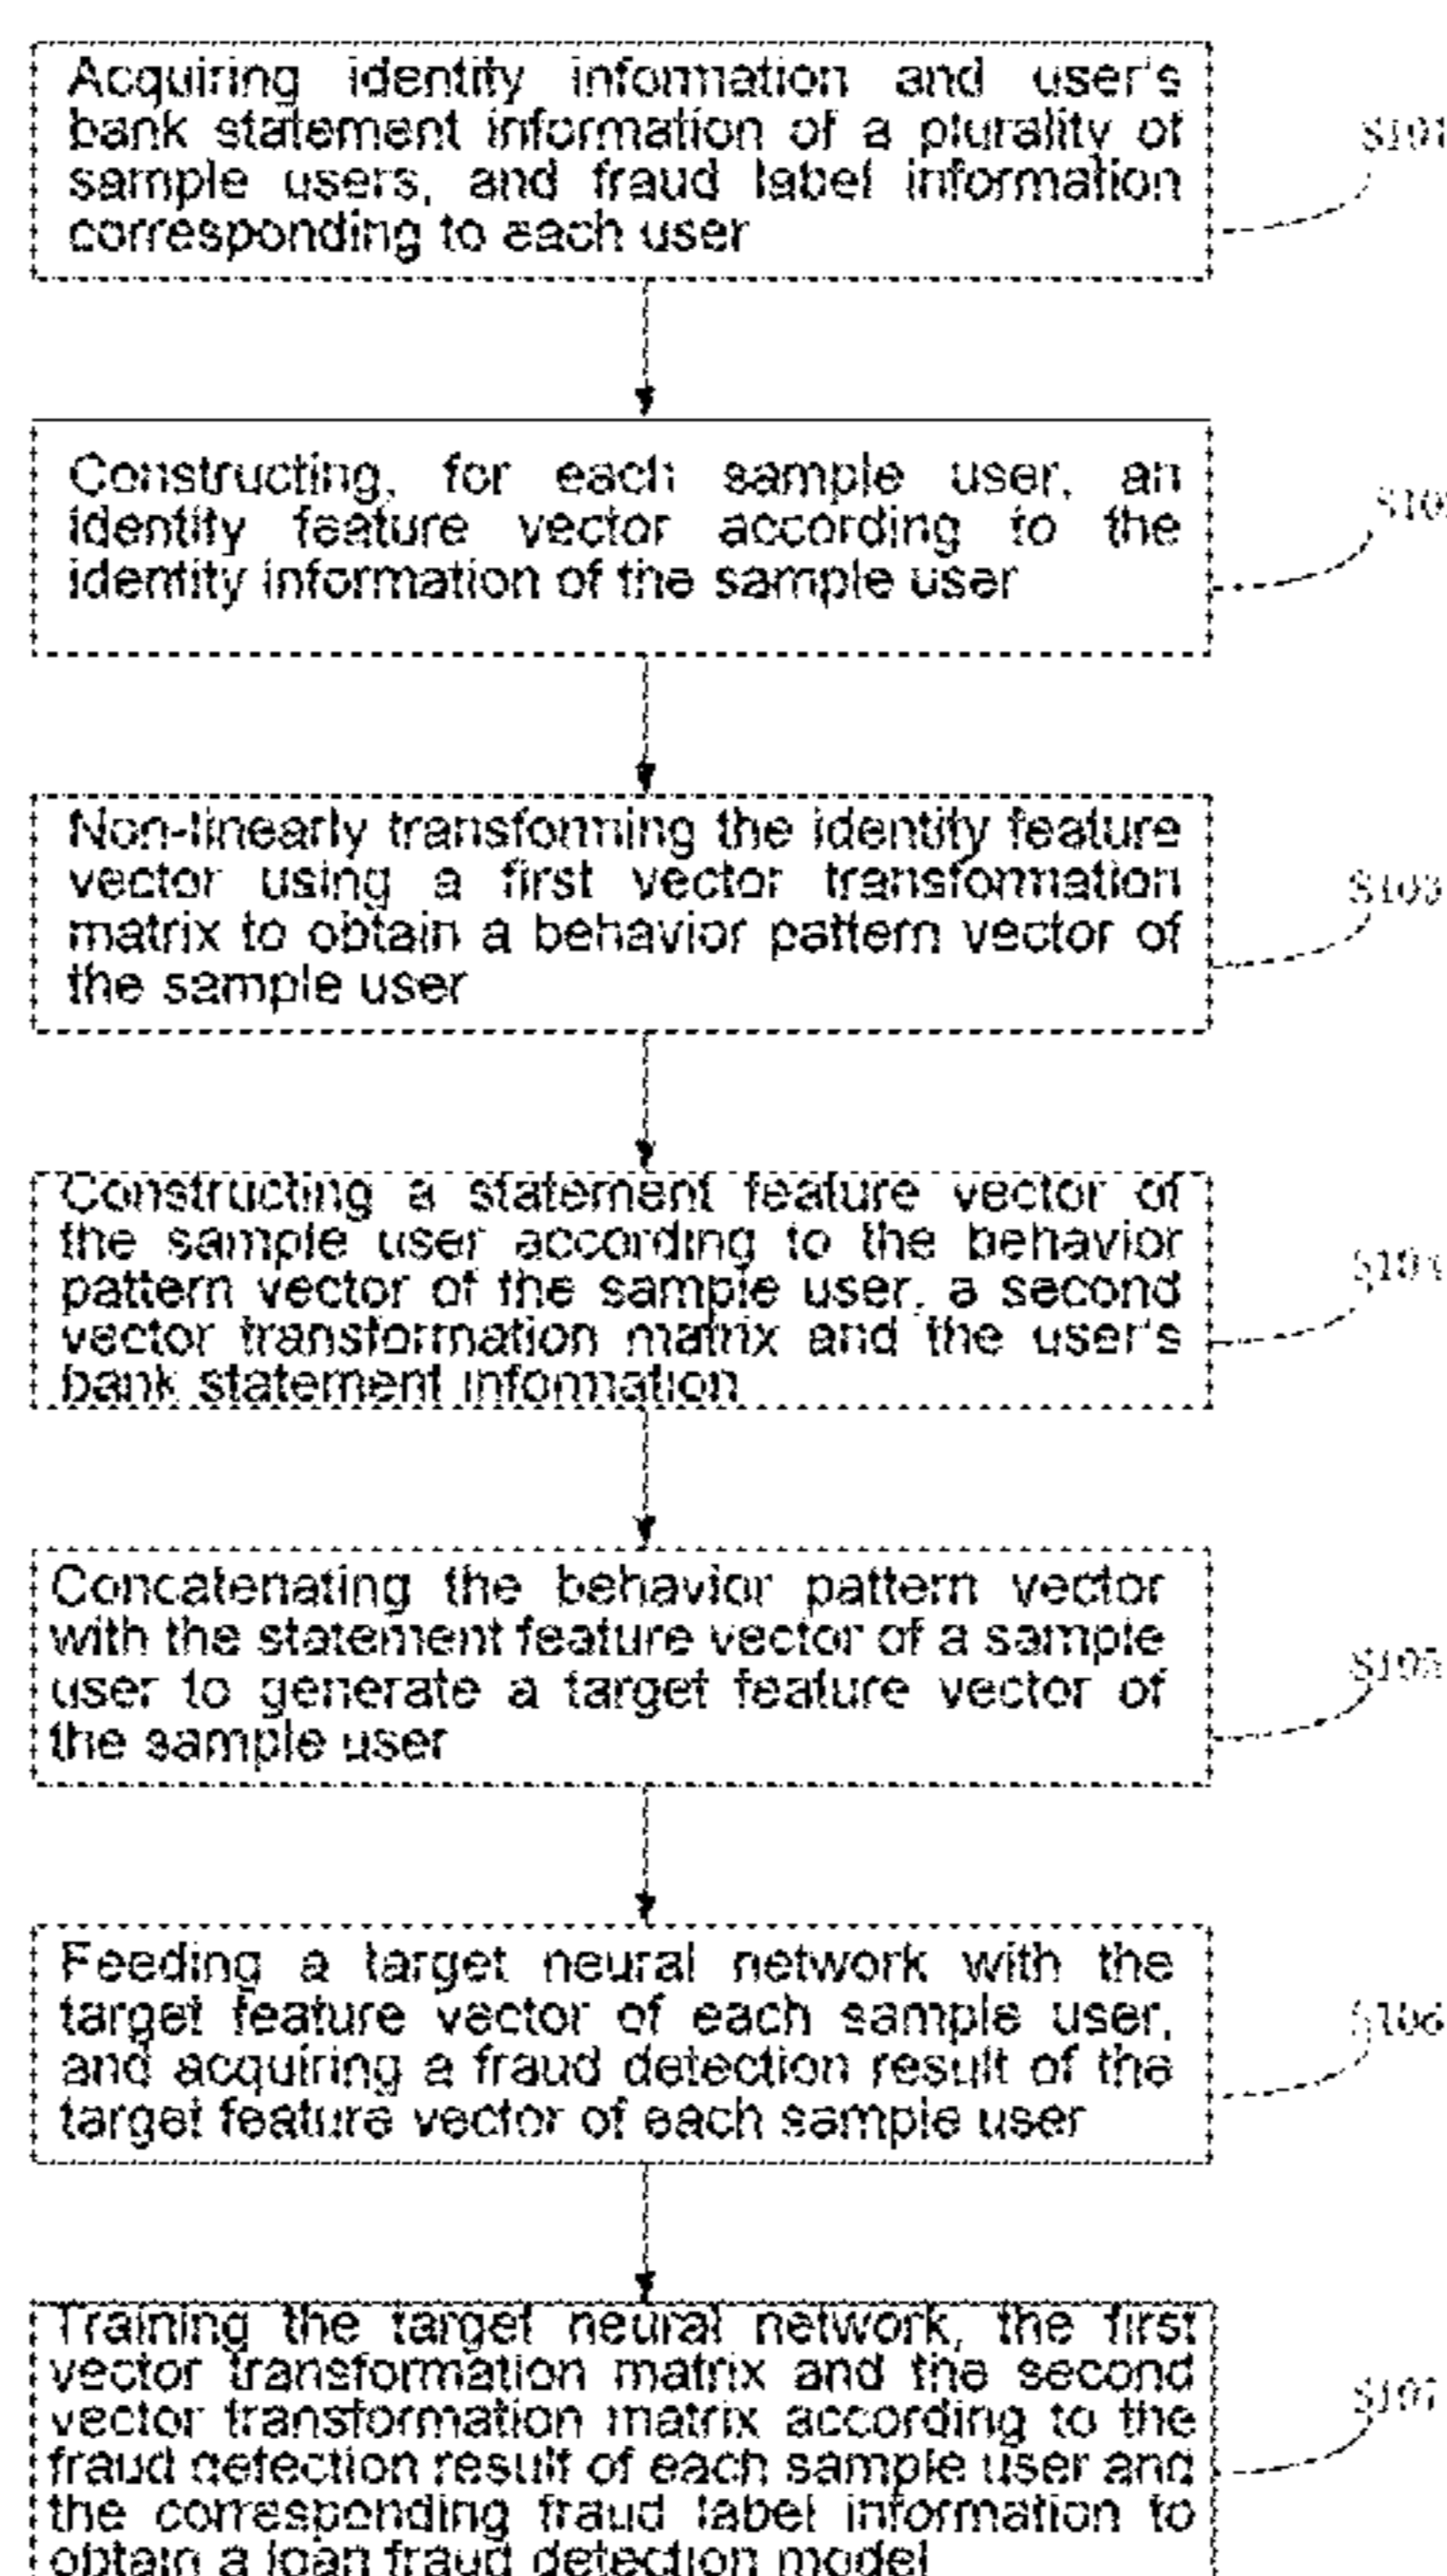 Acquiring identity information and user's
bank statement information of a plurality of
sample users, and fraud label information
corresponding to each user
S101
Constructing, for each sample user, an
identity feature vector according to the
identity information of the sample user
Non-linearly transforming the identity feature
vector using a first vector transformation
matrix to obtain a behavior pattern vector of
the sample user
S103
Constructing a statement feature vector of
the sample user according to the behavior
pattern vector of the sample user, a second
vector transformation matrix and the user's
bank statement information
S104
Concatenating the behavior pattern vector
with the statement feature vector of a sample
user to generate a target feature vector of
the sample user
S105
Feeding a target neural network with the
target feature vector of each sample user,
and acquiring a fraud detection result of the
target feature vector of each sample user
S106
Training the target neural network, the first
vector transformation matrix and the second
vector transformation matrix according to the
fraud detection result of each sample user and
the corresponding fraud label information to
obtain a loan fraud detection model
S107